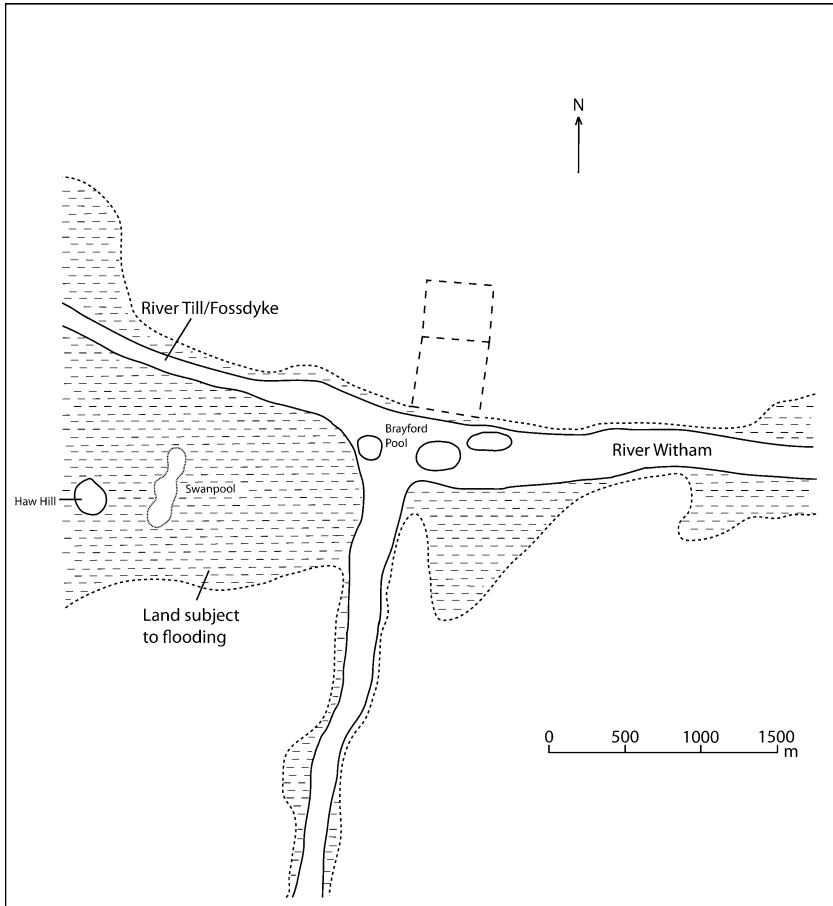 N
River Till/Fossdyke
Brayford
Pool
River Witham
Haw Hill
Swanpool
Land subject
to flooding
0 500 1000 1500
m